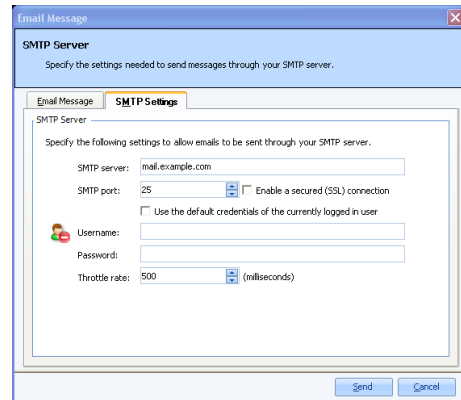 Email Message
SMTP Server
Specify the settings needed to send messages through your SMTP server.
Email Message
SMTP Settings
SMTP Server
Specify the following settings to allow emails to be sent through your SMTP server.
SMTP server: mail.example.com
SMTP port: 25 Enable a secured (SSL) connection
Use the default credentials of the currently logged in user
Username:
Password:
Throttle rate: 500 (milliseconds)
Send Cancel